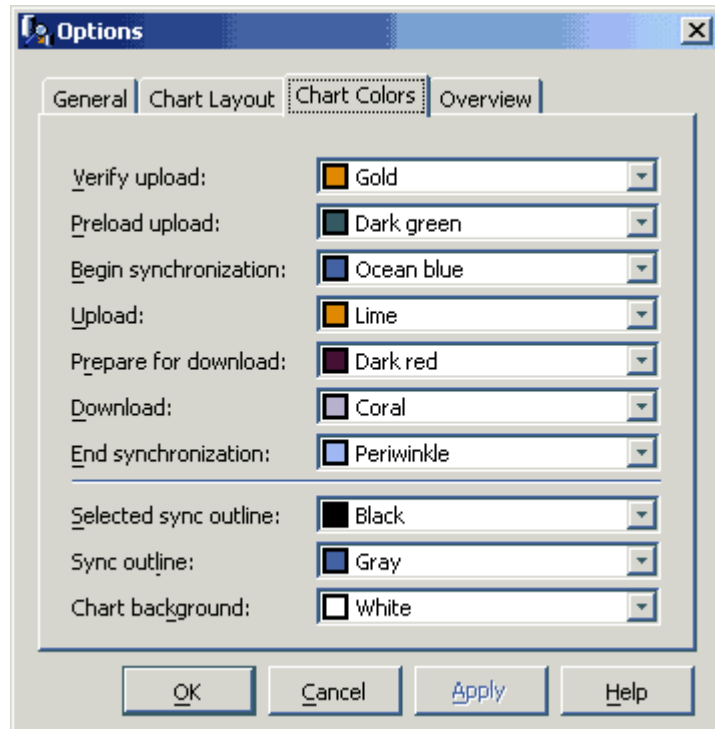 Options
General Chart Layout Chart Colors Overview
Verify upload: Gold
Preload upload: Dark green
Begin synchronization: Ocean blue
Upload: Lime
Prepare for download: Dark red
Download: Coral
End synchronization: Periwinkle
Selected sync outline: Black
Sync outline: Gray
Chart background: White
OK Cancel Apply Help